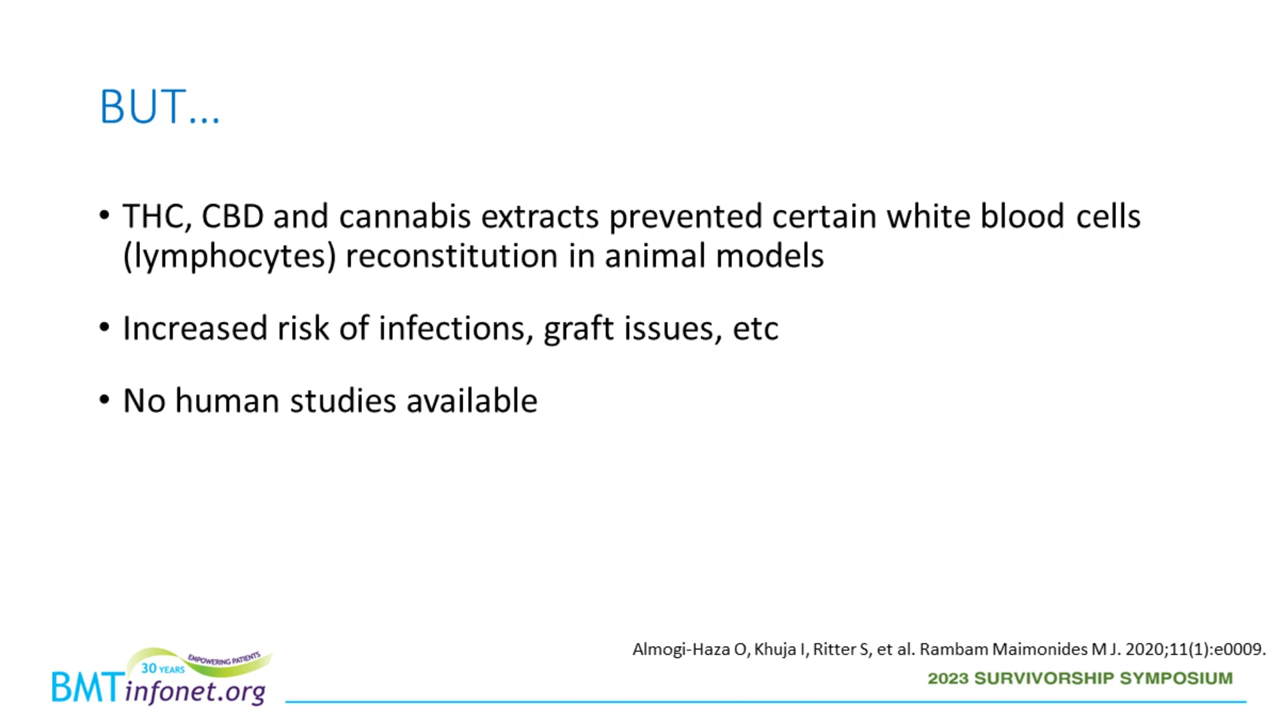 BUT...
• THC, CBD and cannabis extracts prevented certain white blood cells
(lymphocytes) reconstitution in animal models
• Increased risk of infections, graft issues, etc
• No human studies available
Almogi-Haza O, Khuja I, Ritter S, et al. Rambam Maimonides M J. 2020;11(1):e0009.
30 YEARS EMPOWERING PATIENTS
BMTinfonet.org
2023 SURVIVORSHIP SYMPOSIUM